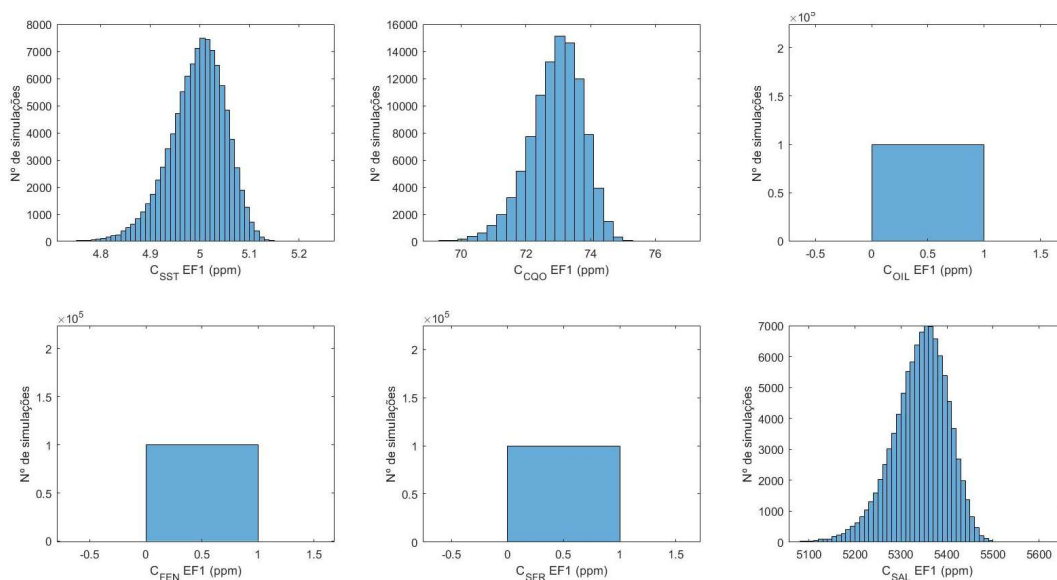 Nº de simulações
8000
7000
6000
5000
4000
3000
2000
1000
0
4.8 4.9 5 5.1 5.2
C_SST EF1 (ppm)
Nº de simulações
16000
14000
12000
10000
8000
6000
4000
2000
0
70 72 74 76
C_CQO EF1 (ppm)
×10^5
Nº de simulações
2
1.5
1
0.5
0
-0.5 0 0.5 1 1.5
C_OIL EF1 (ppm)
×10^5
Nº de simulações
2
1.5
1
0.5
0
-0.5 0 0.5 1 1.5
C_FEN EF1 (ppm)
×10^5
Nº de simulações
2
1.5
1
0.5
0
-0.5 0 0.5 1 1.5
C_SFR EF1 (ppm)
Nº de simulações
7000
6000
5000
4000
3000
2000
1000
0
5100 5200 5300 5400 5500 5600
C_SAL EF1 (ppm)